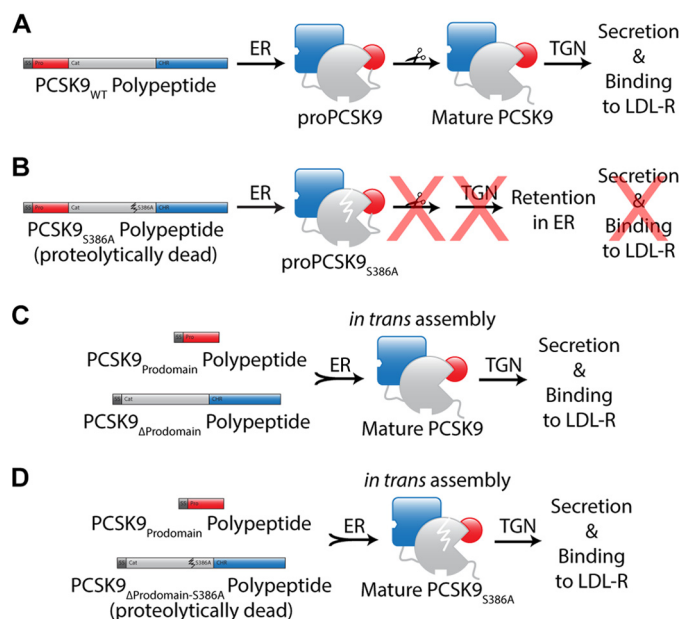 A
SS Pro Cat CHR
PCSK9WT Polypeptide
ER
proPCSK9
Mature PCSK9
TGN
Secretion
&
Binding
to LDL-R
B
SS Pro Cat S386A CHR
PCSK9S386A Polypeptide
(proteolytically dead)
ER
proPCSK9S386A
TGN
Retention
in ER
Secretion
&
Binding
to LDL-R
C
SS Pro
PCSK9Prodomain Polypeptide
SS Cat CHR
PCSK9ΔProdomain Polypeptide
ER
in trans assembly
Mature PCSK9
TGN
Secretion
&
Binding
to LDL-R
D
SS Pro
PCSK9Prodomain Polypeptide
SS Cat S386A CHR
PCSK9ΔProdomain-S386A Polypeptide
(proteolytically dead)
ER
in trans assembly
Mature PCSK9S386A
TGN
Secretion
&
Binding
to LDL-R